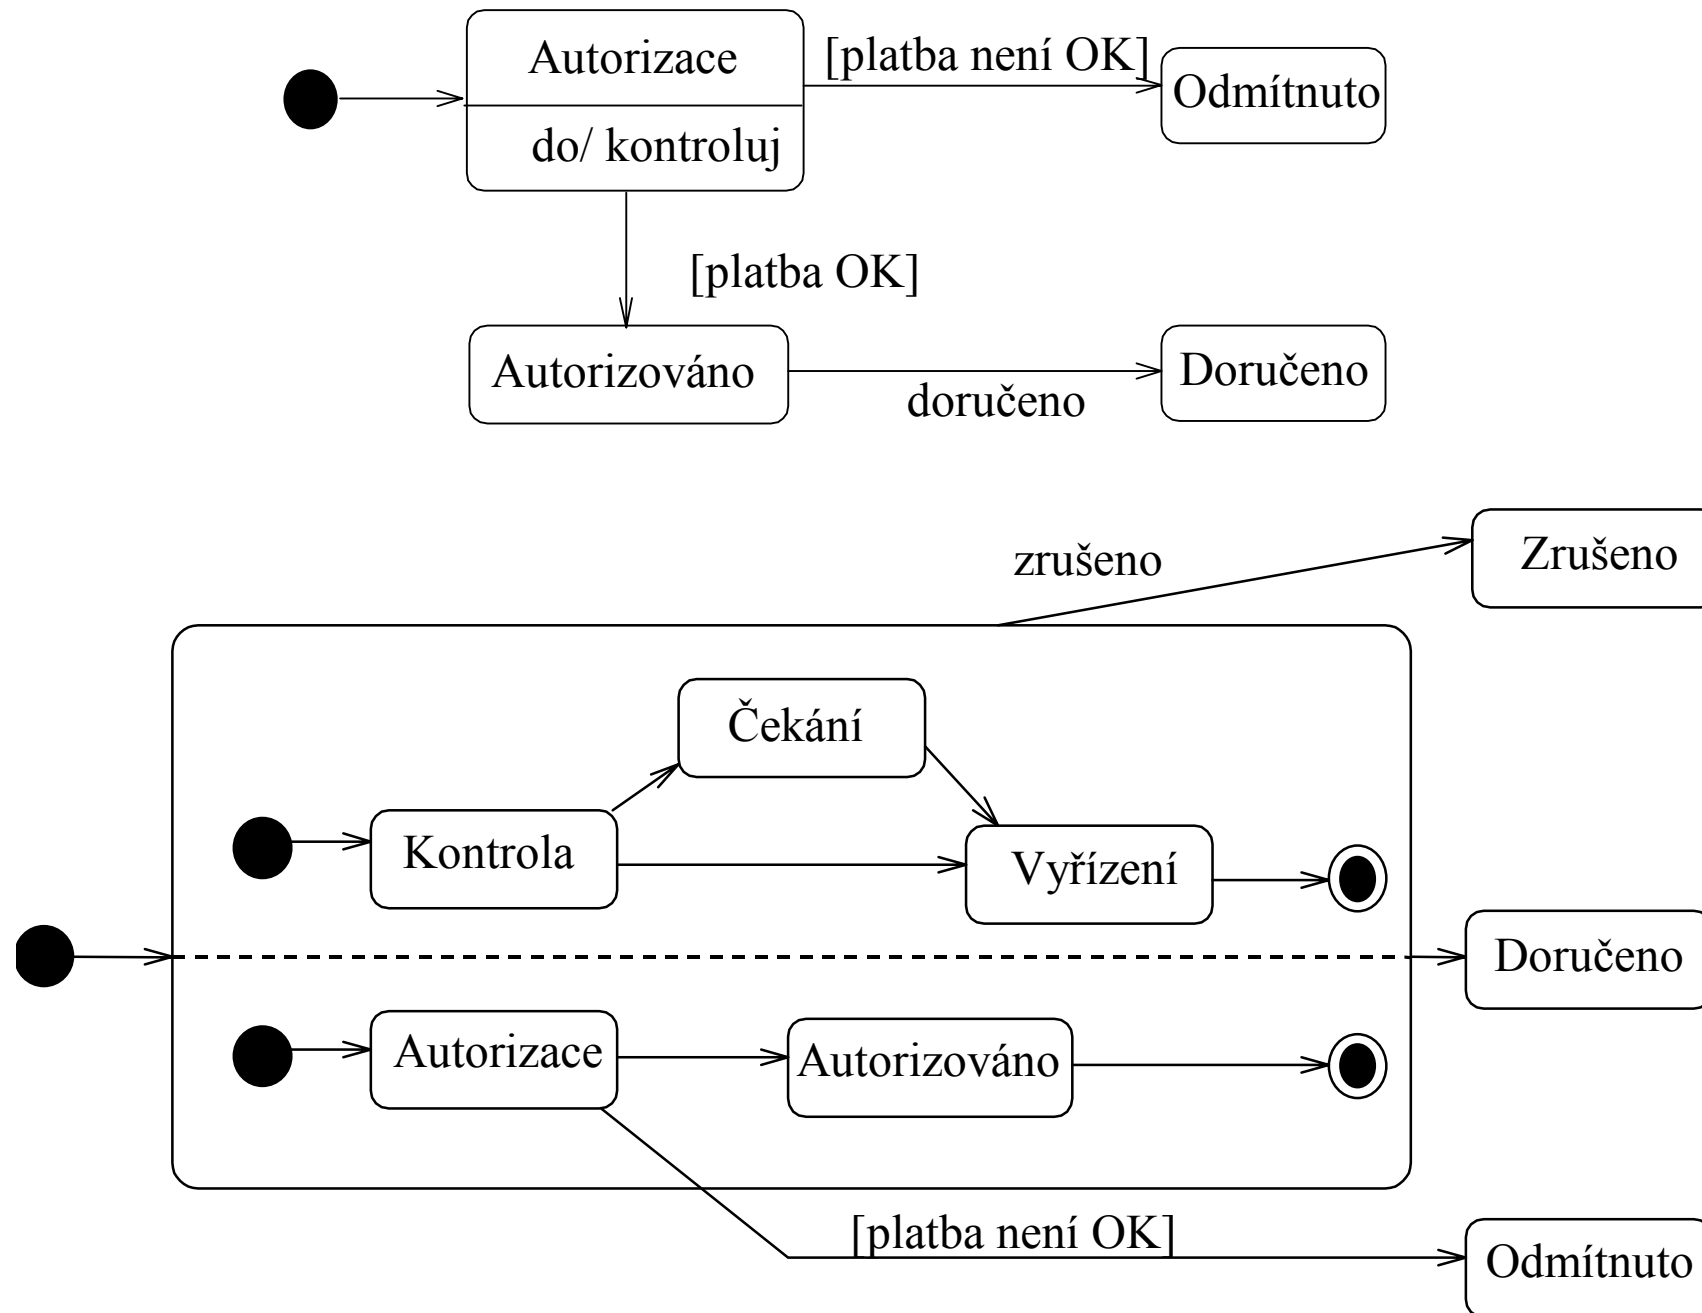 Autorizace
[platba není OK]
Odmítnuto
do/ kontroluj
[platba OK]
Autorizováno
doručeno
Doručeno
zrušeno
Zrušeno
Čekání
Kontrola
Vyřízení
Doručeno
Autorizace
Autorizováno
[platba není OK]
Odmítnuto